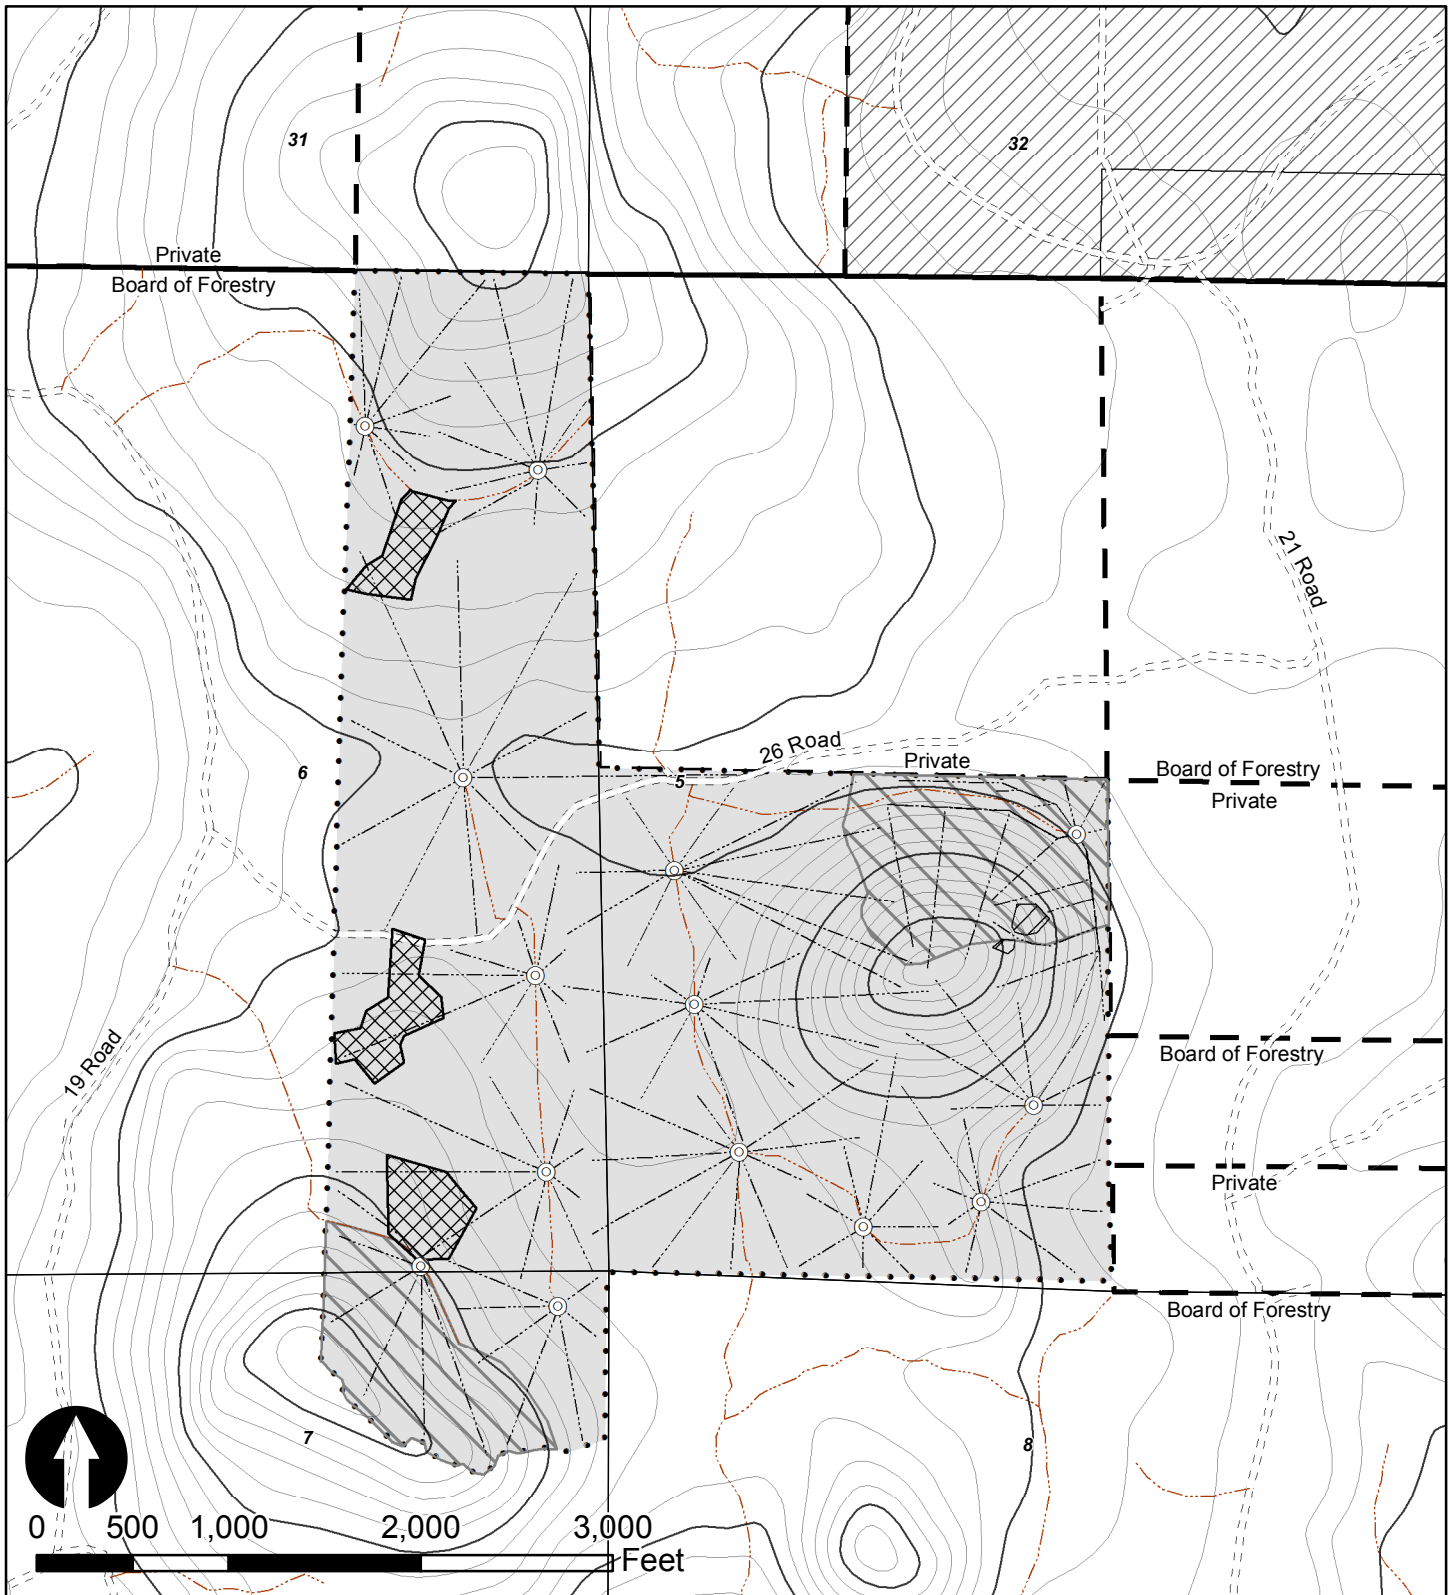 31
32
Private
Board of Forestry
21 Road
26 Road
Private
5
6
Board of Forestry
Private
19 Road
Board of Forestry
Private
Board of Forestry
7
8
0 500 1,000 2,000 3,000
Feet